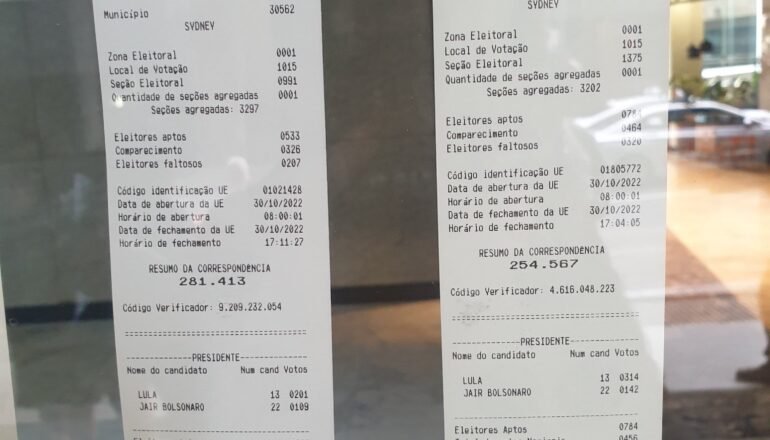 Município 30562
SYDNEY
Zona Eleitoral 0001
Local de Votação 1015
Seção Eleitoral 0991
Quantidade de seções agregadas 0001
Seções agregadas: 3297
Eleitores aptos 0533
Comparecimento 0326
Eleitores faltosos 0207
Código identificação UE 01021428
Data de abertura da UE 30/10/2022
Horário de abertura 08:00:01
Data de fechamento da UE 30/10/2022
Horário de fechamento 17:11:27
RESUMO DA CORRESPONDÊNCIA
281.413
Código Verificador: 9.209.232.054
==============================
--------------PRESIDENTE--------------
Nome do candidato Num cand Votos
LULA 13 0201
JAIR BOLSONARO 22 0109
SYDNEY
Zona Eleitoral 0001
Local de Votação 1015
Seção Eleitoral 1375
Quantidade de seções agregadas 0001
Seções agregadas: 3202
Eleitores aptos 0784
Comparecimento 0464
Eleitores faltosos 0320
Código identificação UE 01805772
Data de abertura da UE 30/10/2022
Horário de abertura 08:00:01
Data de fechamento da UE 30/10/2022
Horário de fechamento 17:04:05
RESUMO DA CORRESPONDÊNCIA
254.567
Código Verificador: 4.616.048.223
==============================
--------------PRESIDENTE--------------
Nome do candidato Num cand Votos
LULA 13 0314
JAIR BOLSONARO 22 0142
Eleitores Aptos 0784
0456